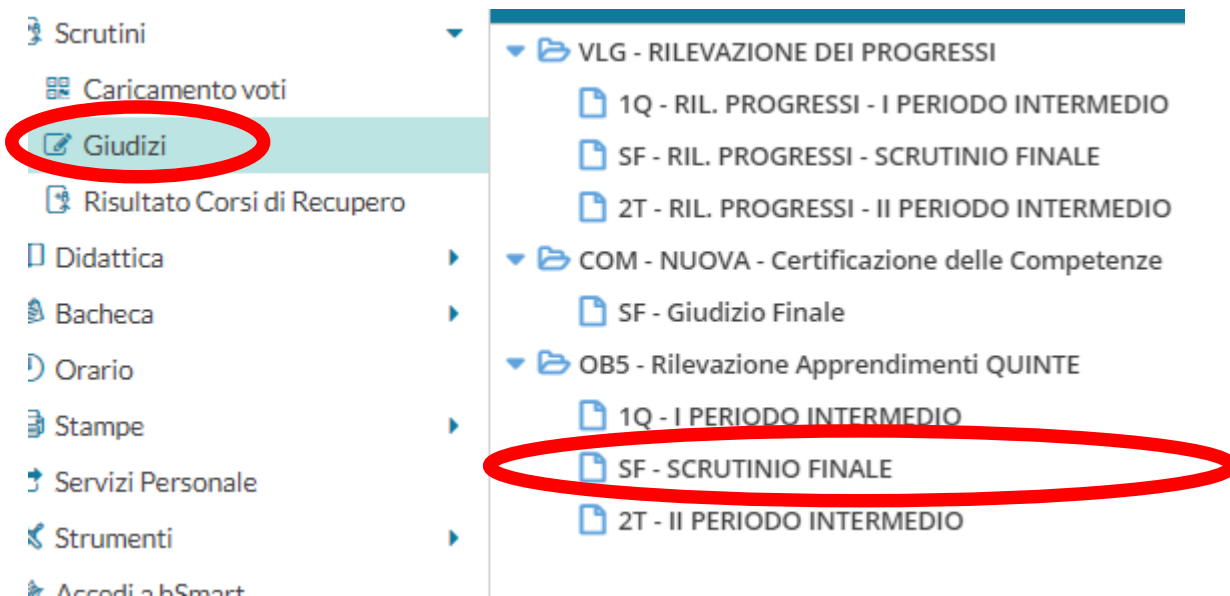 Scrutini
Caricamento voti
Giudizi
Risultato Corsi di Recupero
Didattica
Bacheca
Orario
Stampe
Servizi Personale
Strumenti
Accedi a bSmart
VLG - RILEVAZIONE DEI PROGRESSI
1Q - RIL. PROGRESSI - I PERIODO INTERMEDIO
SF - RIL. PROGRESSI - SCRUTINIO FINALE
2T - RIL. PROGRESSI - II PERIODO INTERMEDIO
COM - NUOVA - Certificazione delle Competenze
SF - Giudizio Finale
OB5 - Rilevazione Apprendimenti QUINTE
1Q - I PERIODO INTERMEDIO
SF - SCRUTINIO FINALE
2T - II PERIODO INTERMEDIO